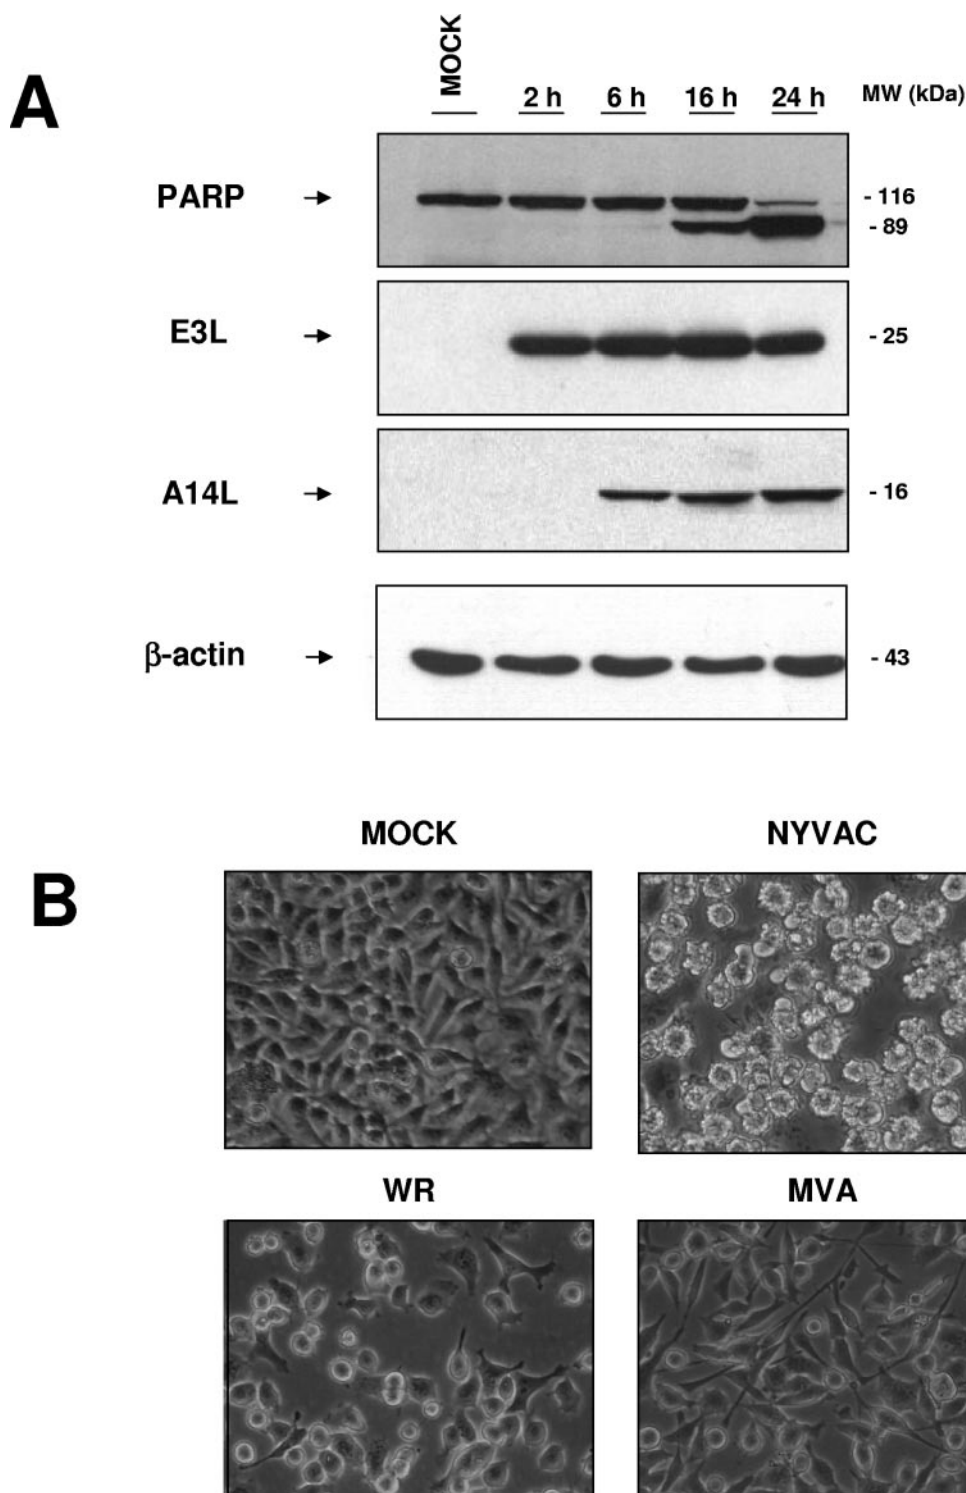 A
MOCK 2 h 6 h 16 h 24 h MW (kDa)
PARP - 116
- 89
E3L - 25
A14L - 16
β-actin - 43
B
MOCK NYVAC
WR MVA